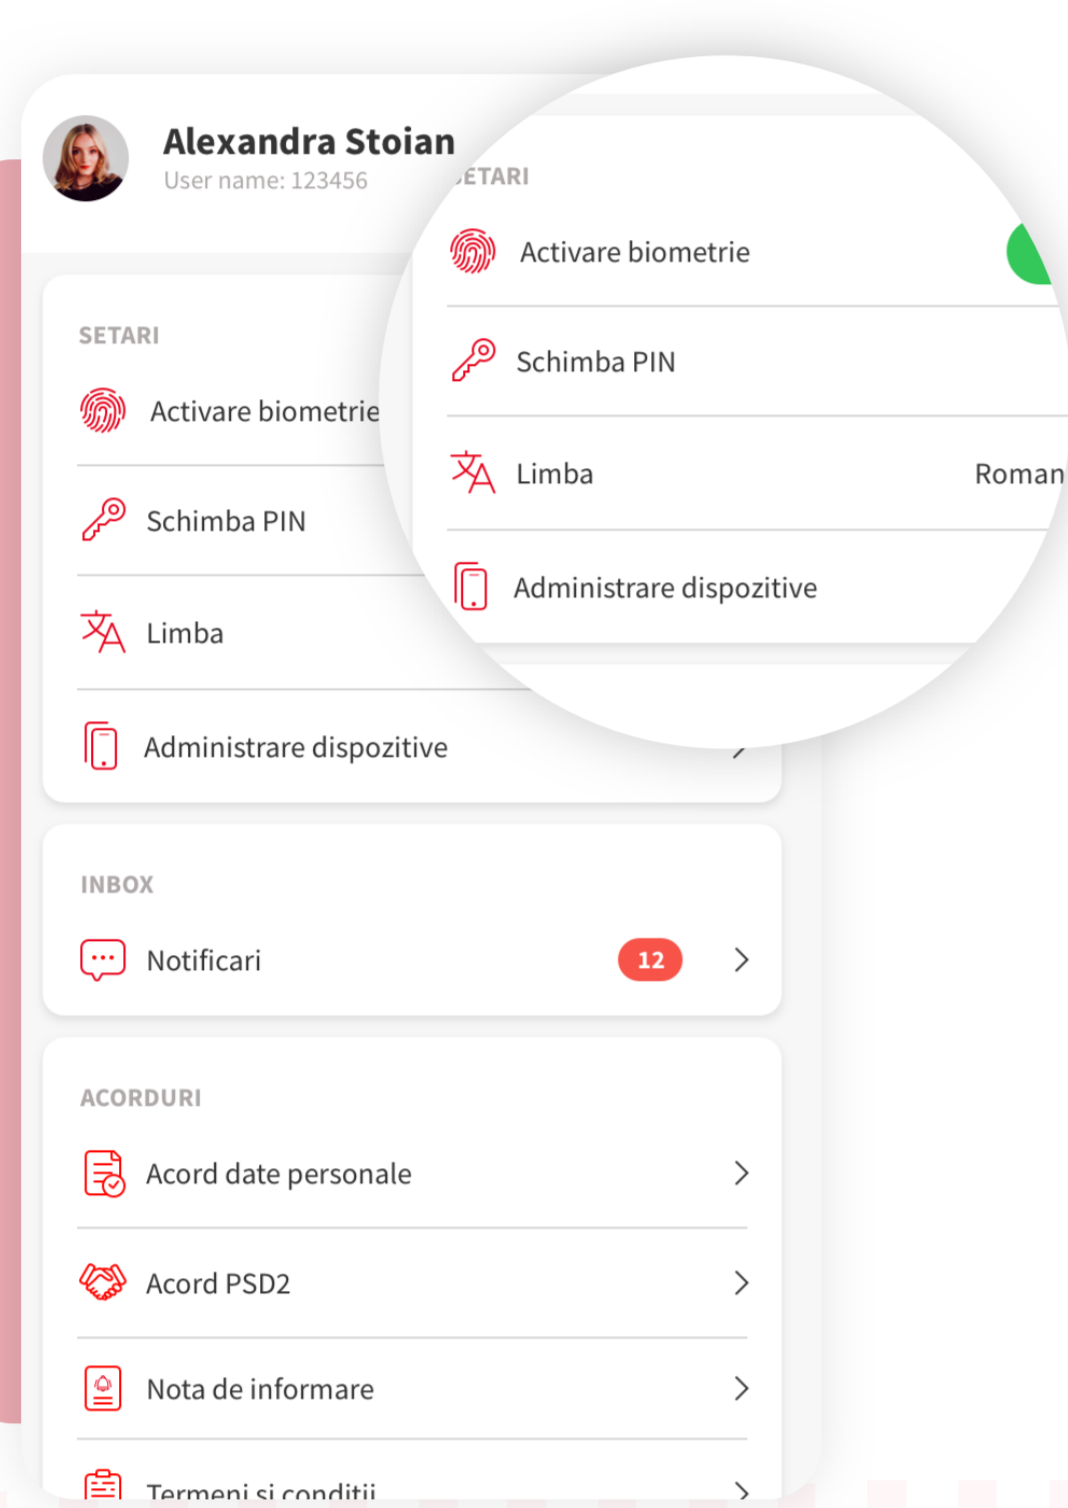 Alexandra Stoian
User name: 123456
SETARI
Activare biometrie
Schimba PIN
Limba
Administrare dispozitive
ETARI
Activare biometrie
Schimba PIN
Limba Roman
Administrare dispozitive
INBOX
Notificari 12
ACORDURI
Acord date personale
Acord PSD2
Nota de informare
Termeni si conditii